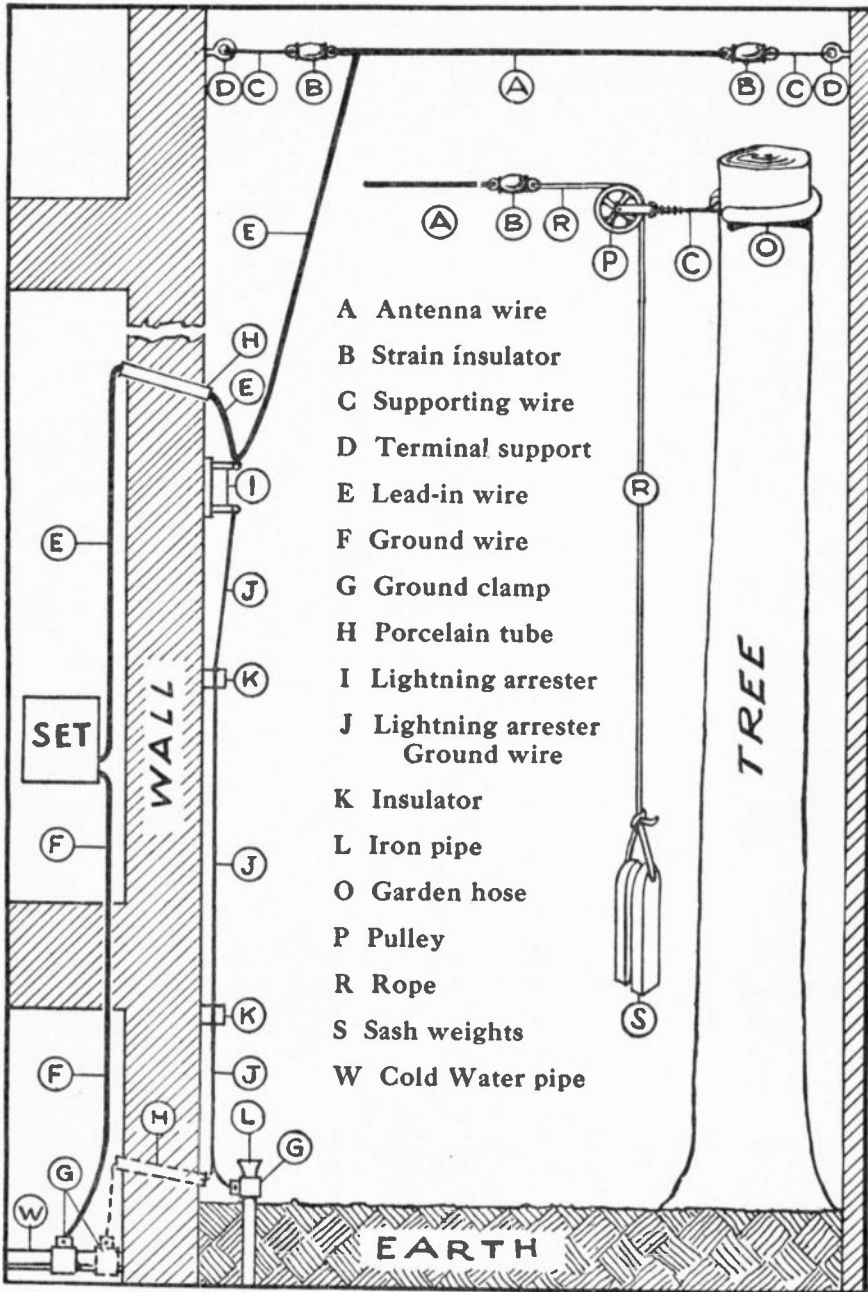 D C B A B C D
A B R P C O
E
H
E
A Antenna wire
B Strain insulator
C Supporting wire
D Terminal support
E Lead-in wire
F Ground wire
G Ground clamp
H Porcelain tube
I Lightning arrester
J Lightning arrester
Ground wire
K Insulator
L Iron pipe
O Garden hose
P Pulley
R Rope
S Sash weights
W Cold Water pipe
I
R
E
J
K
SET
WALL
TREE
F
J
K
S
F
J
H
L
G
G
W
EARTH